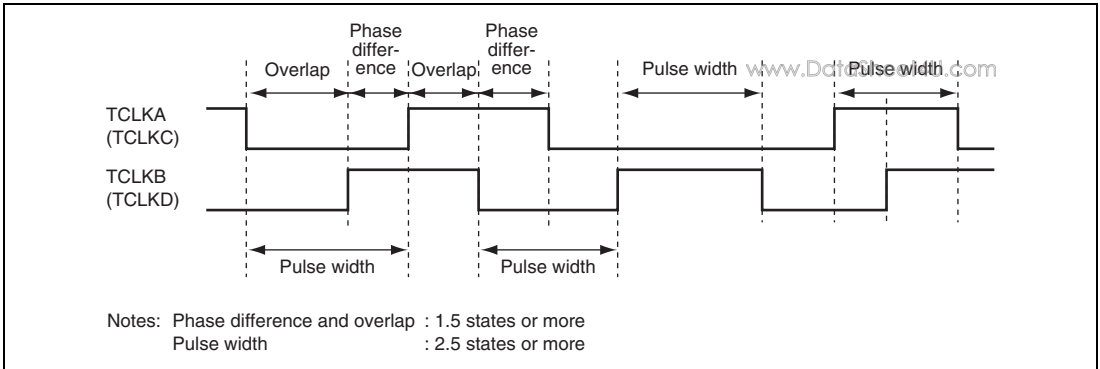 Phase differ- ence
Phase differ- ence
Overlap
Overlap
Pulse width
www.DataSheet4U.com
Pulse width
TCLKA
(TCLKC)
TCLKB
(TCLKD)
Pulse width
Pulse width
Notes: Phase difference and overlap : 1.5 states or more
Pulse width : 2.5 states or more